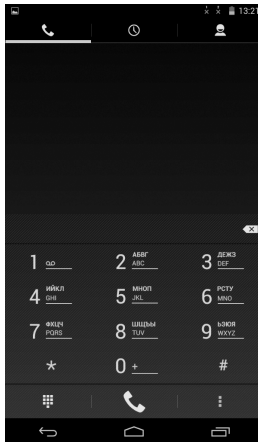 13:21
1
2 АБВГ ABC
3 ДЕЖЗ DEF
4 ИЙКЛ GHI
5 МНОП JKL
6 РСТУ MNO
7 ФХЦЧ PQRS
8 ШЩЪЫ TUV
9 ЬЭЮЯ WXYZ
*
0 +
#